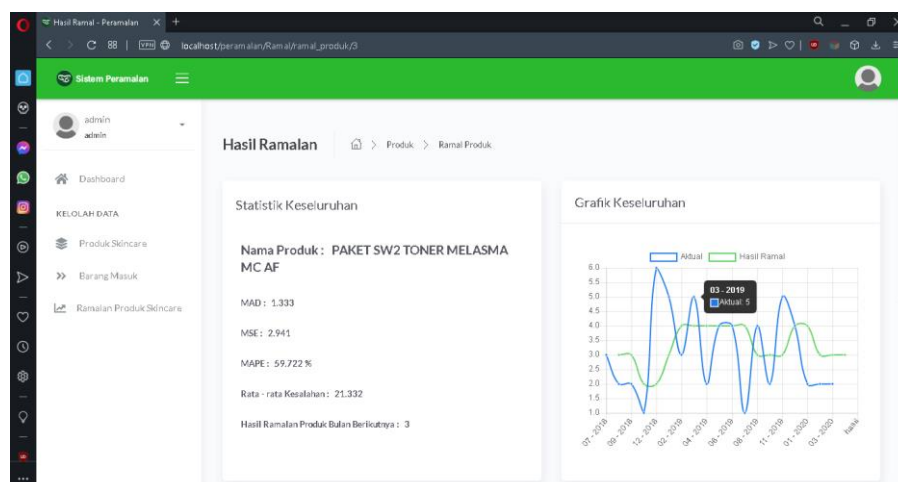 Hasil Ramal - Peramalan
localhost/peramalan/Ramal/ramal_produk/3
VPN
Sistem Peramalan
admin
admin
Dashboard
KELOLAH DATA
Produk Skincare
Barang Masuk
Ramalan Produk Skincare
Hasil Ramalan
Produk > Ramal Produk
Statistik Keseluruhan
Nama Produk : PAKET SW2 TONER MELASMA
MC AF
MAD : 1.333
MSE : 2.941
MAPE : 59.722 %
Rata - rata Kesalahan : 21.332
Hasil Ramalan Produk Bulan Berikutnya : 3
Grafik Keseluruhan
Aktual Hasil Ramal
03 - 2019
Aktual: 5
6.0
5.5
5.0
4.5
4.0
3.5
3.0
2.5
2.0
1.5
1.0
07 - 2018
09 - 2018
12 - 2018
02 - 2019
04 - 2019
06 - 2019
08 - 2019
11 - 2019
01 - 2020
03 - 2020